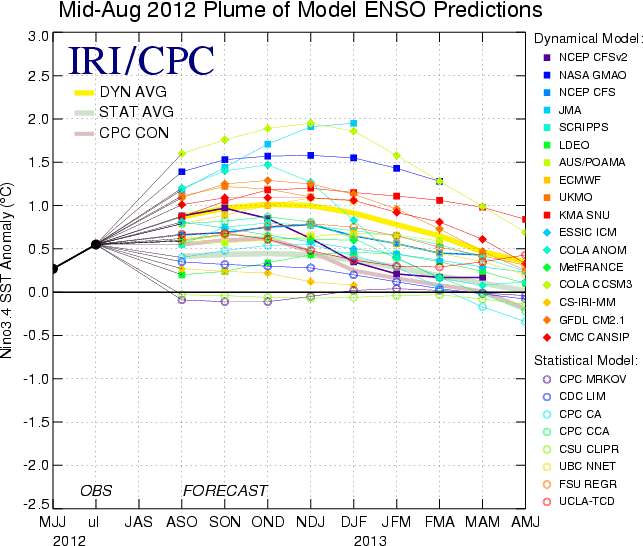 Mid-Aug 2012 Plume of Model ENSO Predictions
3.0
2.5
2.0
1.5
1.0
0.5
0.0
-0.5
-1.0
-1.5
-2.0
-2.5
Nino3.4 SST Anomaly (°C)
IRI/CPC
DYN AVG
STAT AVG
CPC CON
OBS
FORECAST
MJJ ul JAS ASO SON OND NDJ DJF JFM FMA MAM AMJ
2012 2013
Dynamical Model:
NCEP CFSv2
NASA GMAO
NCEP CFS
JMA
SCRIPPS
LDEO
AUS/POAMA
ECMWF
UKMO
KMA SNU
ESSIC ICM
COLA ANOM
MetFRANCE
COLA CCSM3
CS-IRI-MM
GFDL CM2.1
CMC CANSIP
Statistical Model:
CPC MRKOV
CDC LIM
CPC CA
CPC CCA
CSU CLIPR
UBC NNET
FSU REGR
UCLA-TCD